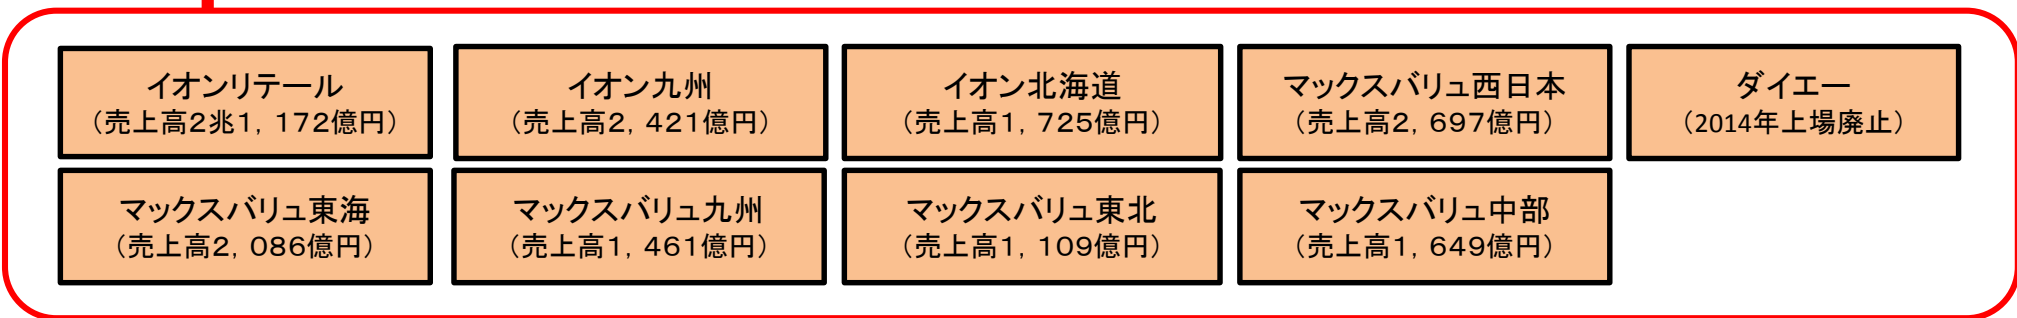 イオンリテール
（売上高2兆1，172億円）
イオン九州
（売上高2，421億円）
イオン北海道
（売上高1，725億円）
マックスバリュ西日本
（売上高2，697億円）
ダイエー
（2014年上場廃止）
マックスバリュ東海
（売上高2，086億円）
マックスバリュ九州
（売上高1，461億円）
マックスバリュ東北
（売上高1，109億円）
マックスバリュ中部
（売上高1，649億円）